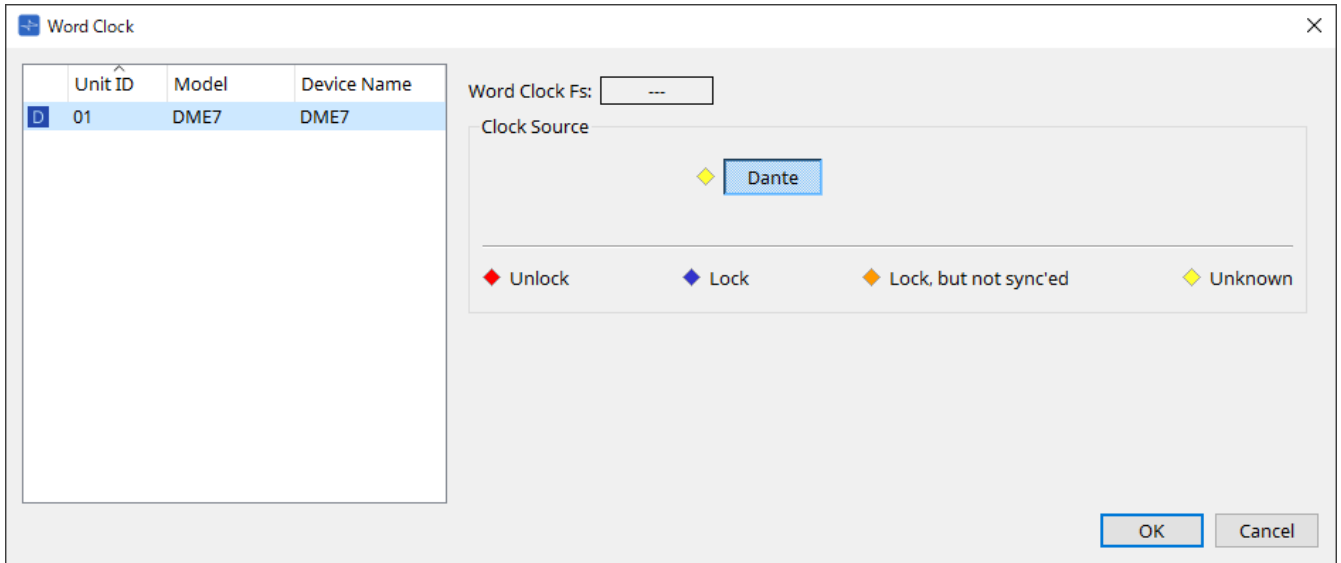 Word Clock
Unit ID Model Device Name
D 01 DME7 DME7
Word Clock Fs: ---
Clock Source
Dante
Unlock Lock Lock, but not sync'ed Unknown
OK Cancel